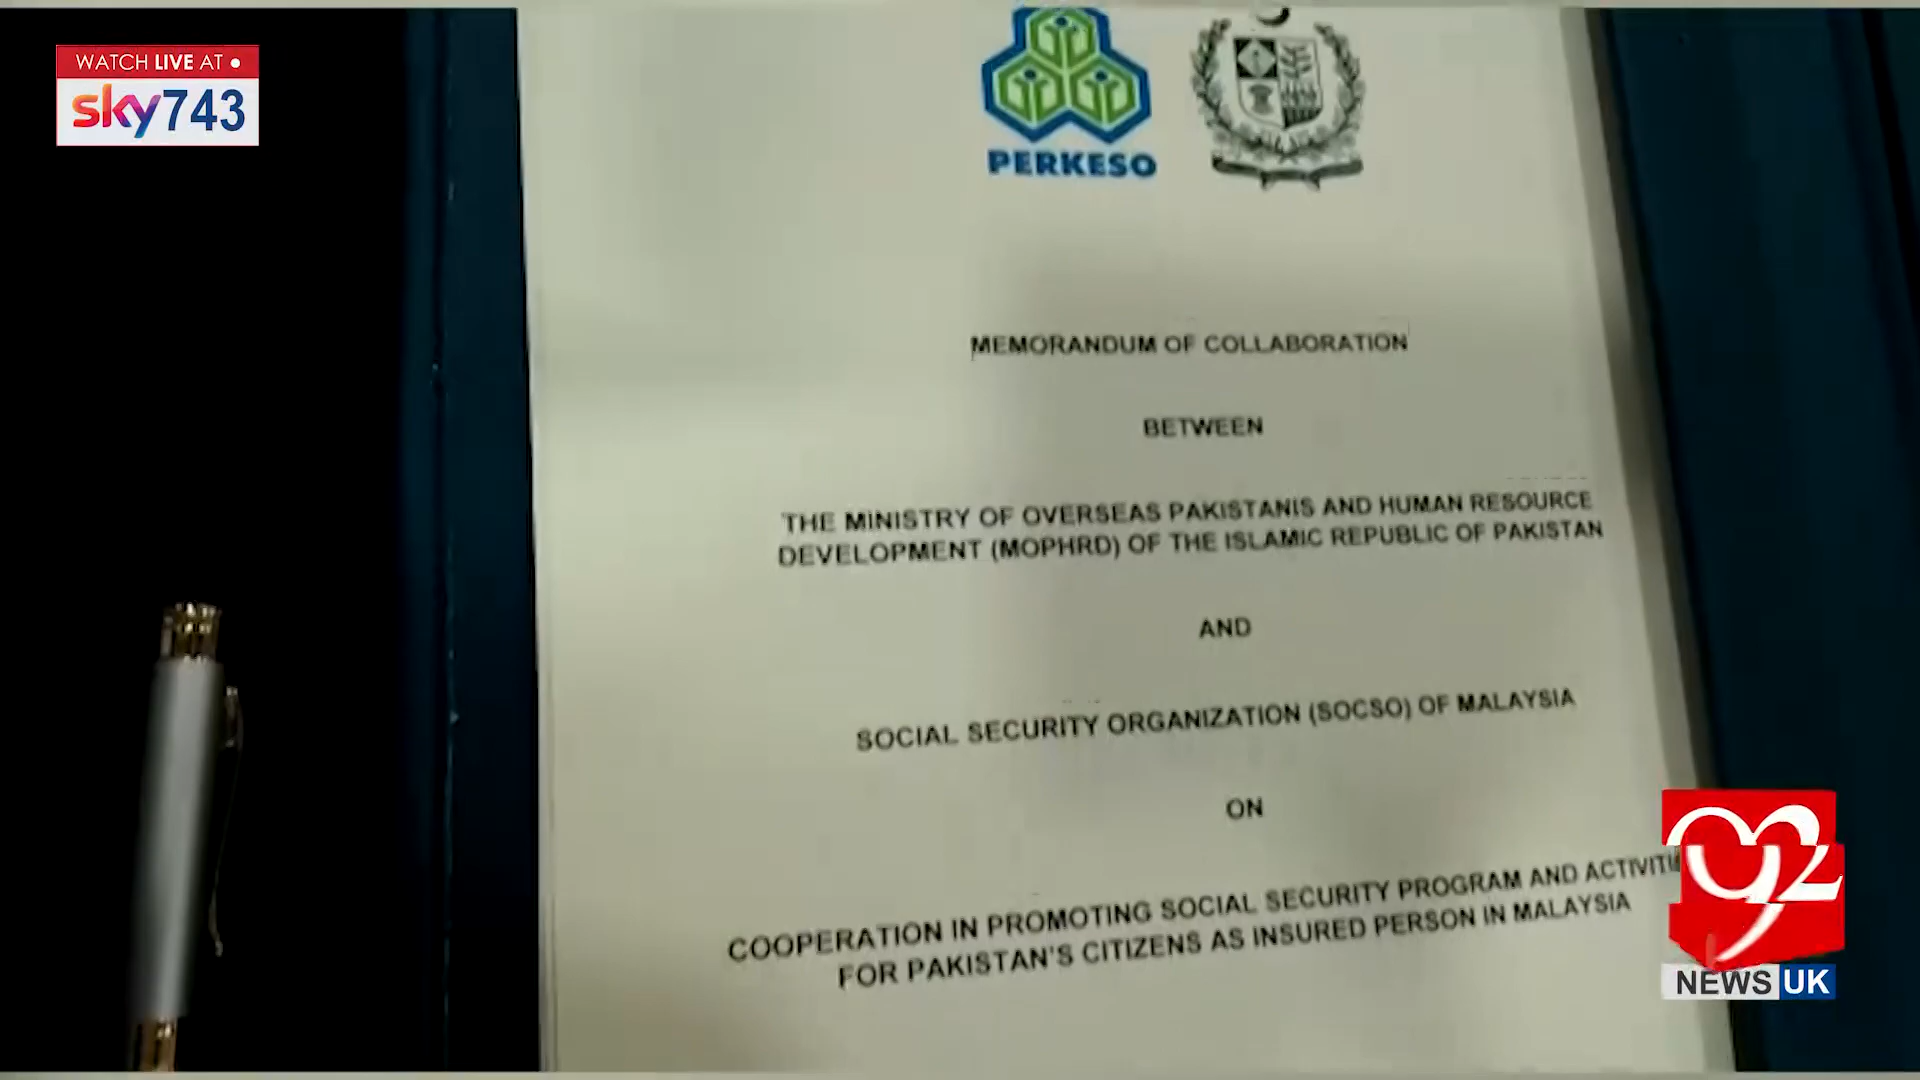 WATCH LIVE AT
sky743
PERKESO
MEMORANDUM OF COLLABORATION
BETWEEN
THE MINISTRY OF OVERSEAS PAKISTANIS AND HUMAN RESOURCE
DEVELOPMENT (MOPHRD) OF THE ISLAMIC REPUBLIC OF PAKISTAN
AND
SOCIAL SECURITY ORGANIZATION (SOCSO) OF MALAYSIA
ON
COOPERATION IN PROMOTING SOCIAL SECURITY PROGRAM AND ACTIVITI
FOR PAKISTAN'S CITIZENS AS INSURED PERSON IN MALAYSIA
92
NEWS UK